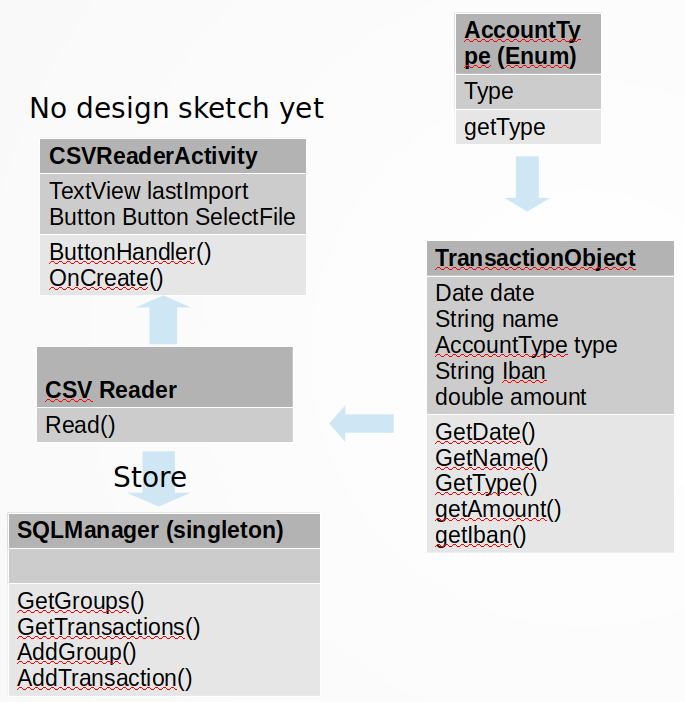 AccountTy
pe (Enum)
Type
getType
No design sketch yet
CSVReaderActivity
TextView lastImport
Button Button SelectFile
ButtonHandler()
OnCreate()
TransactionObject
Date date
String name
AccountType type
String Iban
double amount
GetDate()
GetName()
GetType()
getAmount()
getIban()
CSV Reader
Read()
Store
SQLManager (singleton)
GetGroups()
GetTransactions()
AddGroup()
AddTransaction()